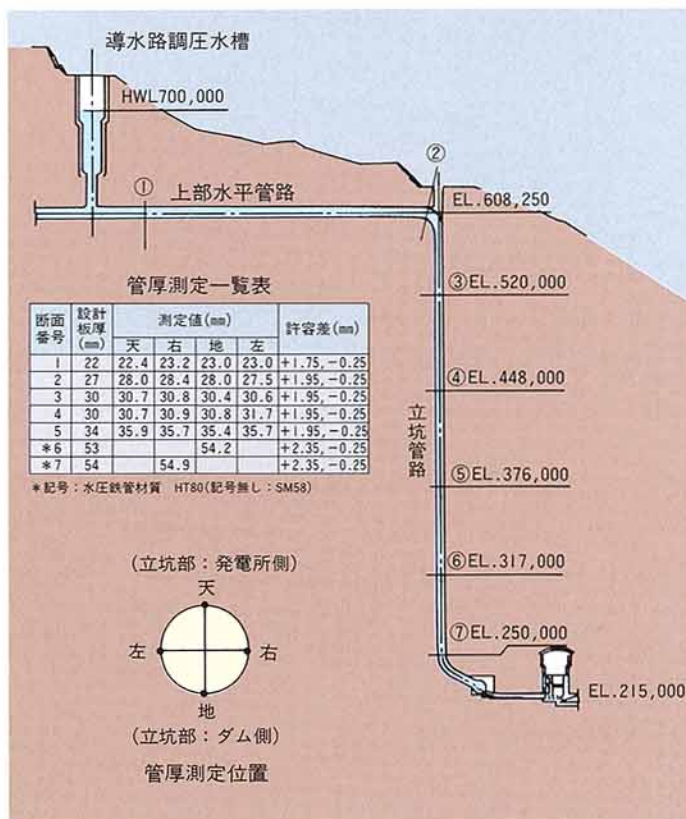 導水路調圧水槽
HWL700,000
②
① 上部水平管路
EL.608,250
管厚測定一覧表
断面番号 設計板厚(mm) 測定値(mm) 許容差(mm)
天 右 地 左
1 22 22.4 23.2 23.0 23.0 +1.75,-0.25
2 27 28.0 28.4 28.0 27.5 +1.95,-0.25
3 30 30.7 30.8 30.4 30.6 +1.95,-0.25
4 30 30.7 30.9 30.8 31.7 +1.95,-0.25
5 34 35.9 35.7 35.4 35.7 +1.95,-0.25
*6 53 54.2 +2.35,-0.25
*7 54 54.9 +2.35,-0.25
*記号:水圧鉄管材質 HT80(記号無し:SM58)
③EL.520,000
④EL.448,000
立坑管路
⑤EL.376,000
⑥EL.317,000
⑦EL.250,000
EL.215,000
(立坑部:発電所側)
天
左 右
地
(立坑部:ダム側)
管厚測定位置